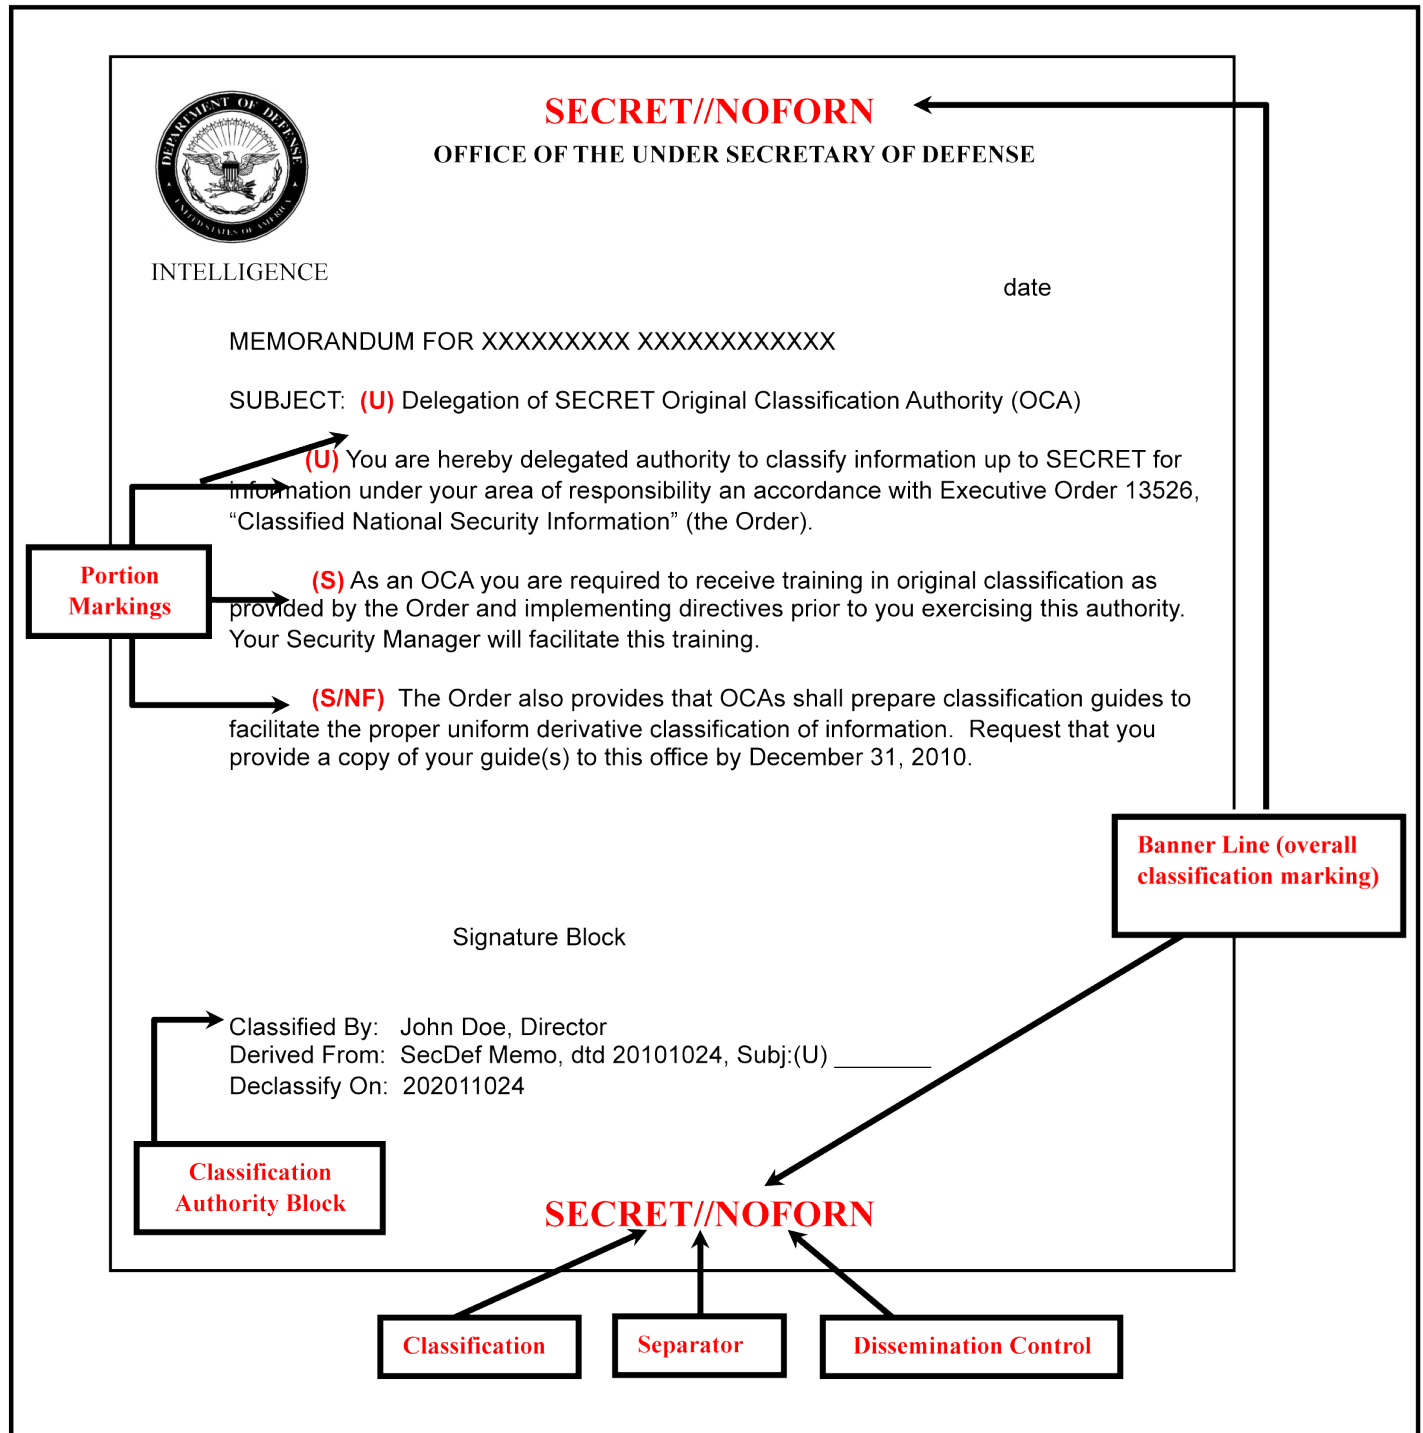 SECRET//NOFORN
OFFICE OF THE UNDER SECRETARY OF DEFENSE
DEPARTMENT OF DEFENSE
UNITED STATES OF AMERICA
INTELLIGENCE
date
MEMORANDUM FOR XXXXXXXXX XXXXXXXXXXXX
SUBJECT: (U) Delegation of SECRET Original Classification Authority (OCA)
(U) You are hereby delegated authority to classify information up to SECRET for
information under your area of responsibility an accordance with Executive Order 13526,
“Classified National Security Information” (the Order).
Portion
Markings
(S) As an OCA you are required to receive training in original classification as
provided by the Order and implementing directives prior to you exercising this authority.
Your Security Manager will facilitate this training.
(S/NF) The Order also provides that OCAs shall prepare classification guides to
facilitate the proper uniform derivative classification of information. Request that you
provide a copy of your guide(s) to this office by December 31, 2010.
Banner Line (overall
classification marking)
Signature Block
Classified By: John Doe, Director
Derived From: SecDef Memo, dtd 20101024, Subj:(U) _______
Declassify On: 202011024
Classification
Authority Block
SECRET//NOFORN
Classification
Separator
Dissemination Control